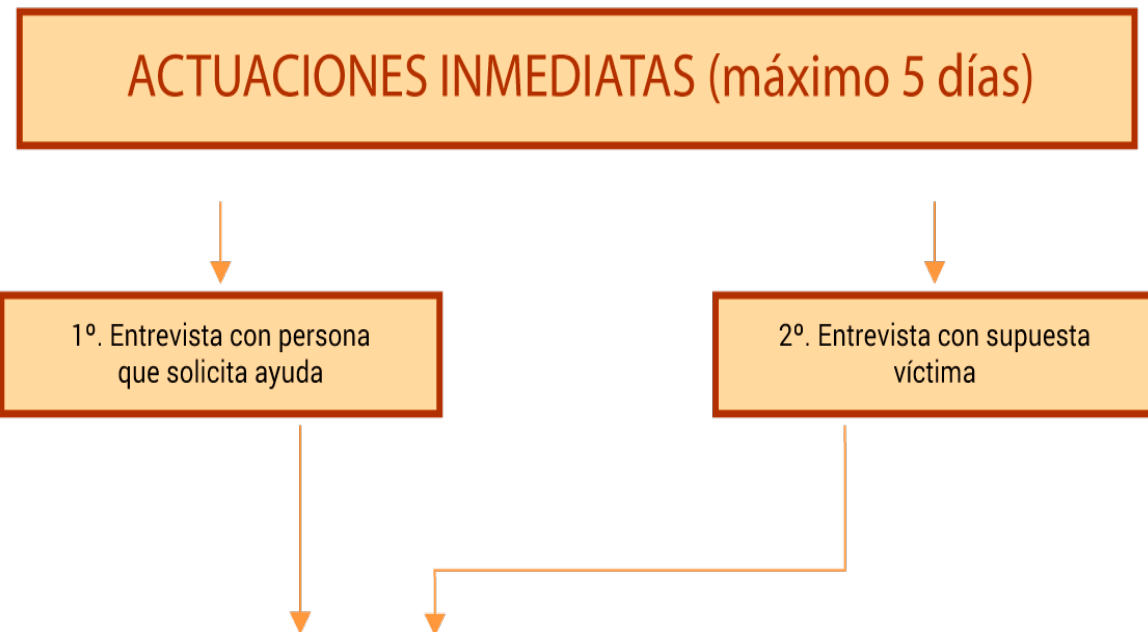 ACTUACIONES INMEDIATAS (máximo 5 días)
1º. Entrevista con persona
que solicita ayuda
2º. Entrevista con supuesta
víctima